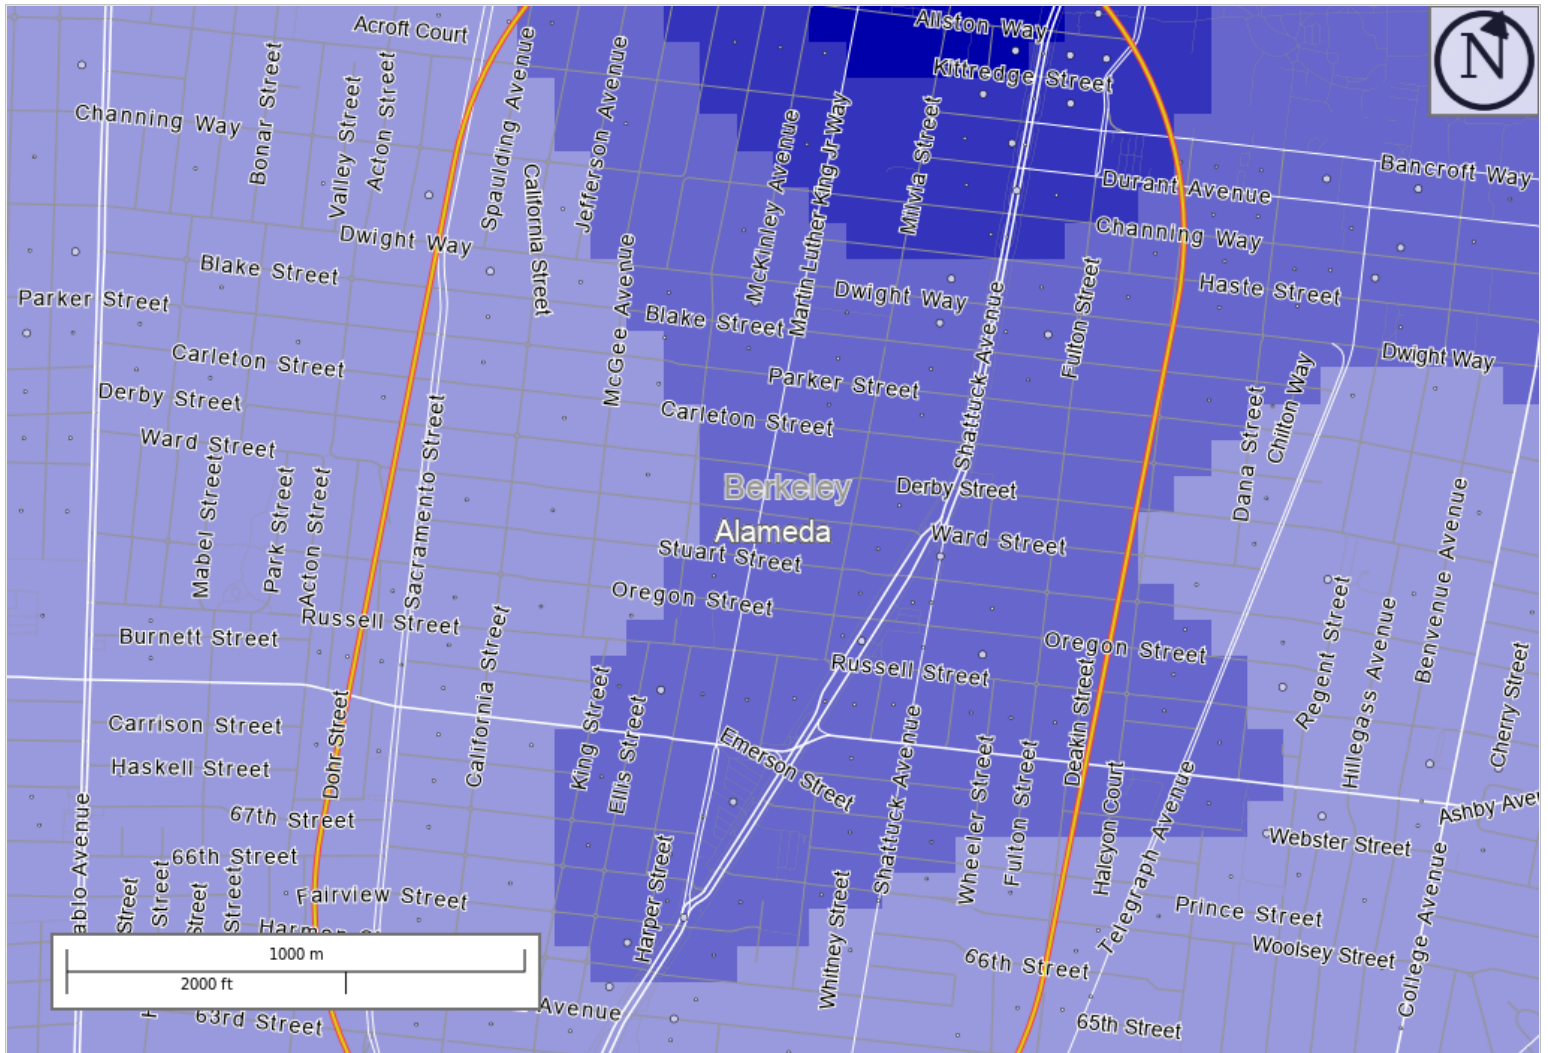 Acroft Court
Allston Way
N
Kittredge Street
Bonar Street
Valley Street
Acton Street
Spaulding Avenue
Jefferson Avenue
Channing Way
McKinley Avenue
Martin Luther King Jr Way
Milvia Street
Bancroft Way
Durant Avenue
California Street
Dwight Way
Channing Way
Blake Street
McGee Avenue
Parker Street
Dwight Way
Haste Street
Fulton Street
Blake Street
Shattuck Avenue
Carleton Street
Dwight Way
Parker Street
Chilton Way
Dana Street
Derby Street
Carleton Street
Ward Street
Sacramento Street
Mabel Street
Park Street
Acton Street
Berkeley
Derby Street
Alameda
Ward Street
Stuart Street
Benvenue Avenue
Oregon Street
Regent Street
Hillegass Avenue
Russell Street
Burnett Street
California Street
Oregon Street
Cherry Street
Russell Street
King Street
Ellis Street
Dohr Street
Deakin Street
Carrison Street
Emerson Street
Shattuck Avenue
Wheeler Street
Fulton Street
Halcyon Court
Telegraph Avenue
Haskell Street
Ashby Aven
67th Street
Webster Street
ablo Avenue
66th Street
Harper Street
College Avenue
Street
Street
Street
Street
Fairview Street
Whitney Street
Prince Street
Harmon S
Woolsey Street
1000 m
66th Street
2000 ft
Avenue
63rd Street
65th Street